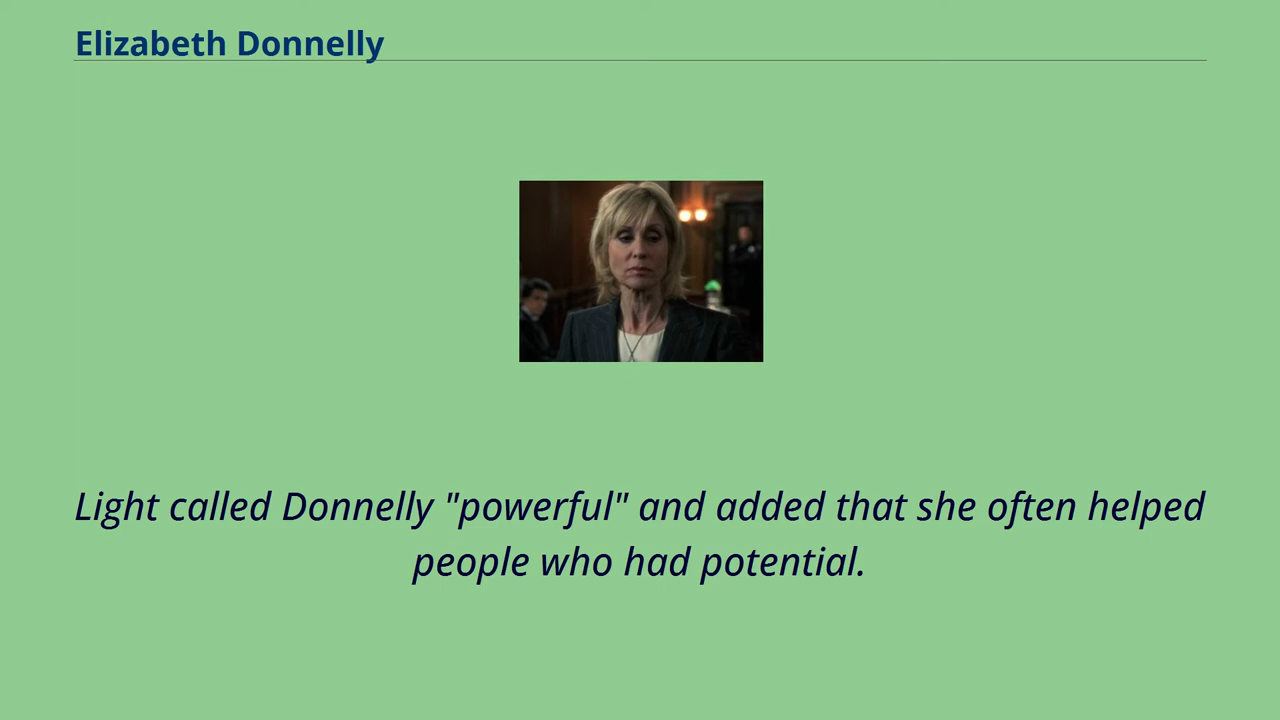 Elizabeth Donnelly
Light called Donnelly "powerful" and added that she often helped
people who had potential.